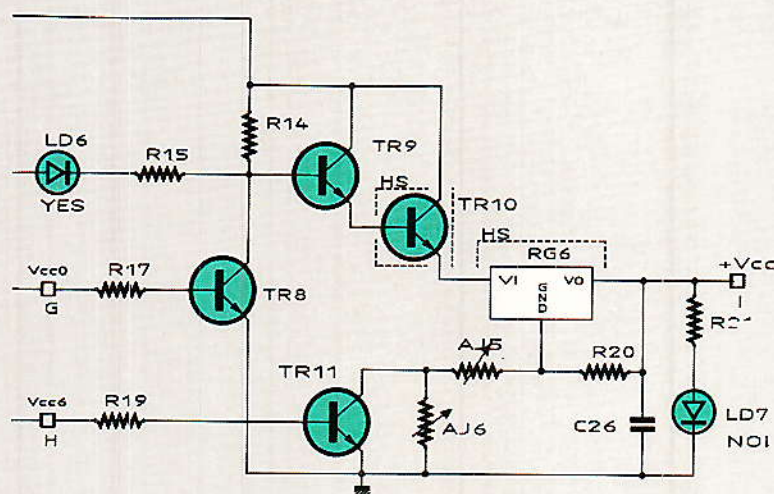 R14
LD6
R15
TR9
YES
HS
TR10
HS
RG6
+Vcc
VI
GND
VO
I
Vcc0
R17
G
TR8
AJ5
R20
TR11
Vcc6
R19
H
AJ6
C26
LD7